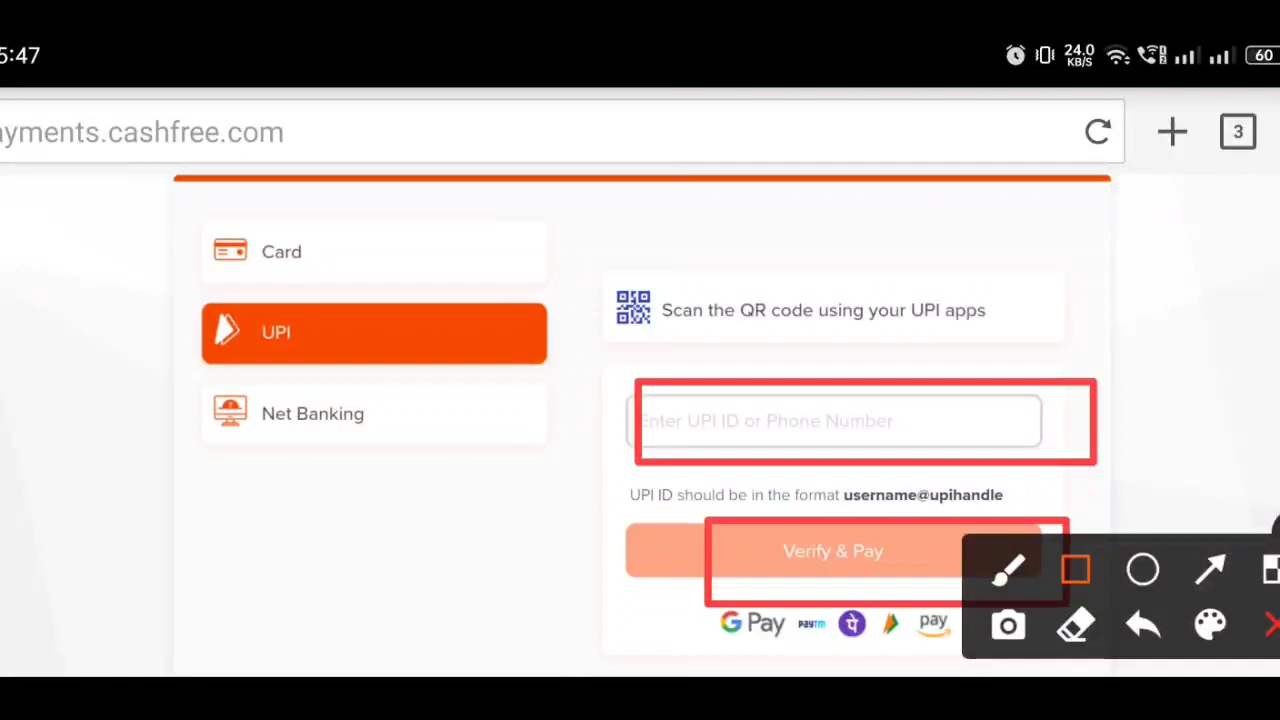 5:47
24.0
KB/S
60
ayments.cashfree.com
3
Card
UPI
Net Banking
Scan the QR code using your UPI apps
Enter UPI ID or Phone Number
UPI ID should be in the format username@upihandle
Verify & Pay
G Pay paytm पे pay